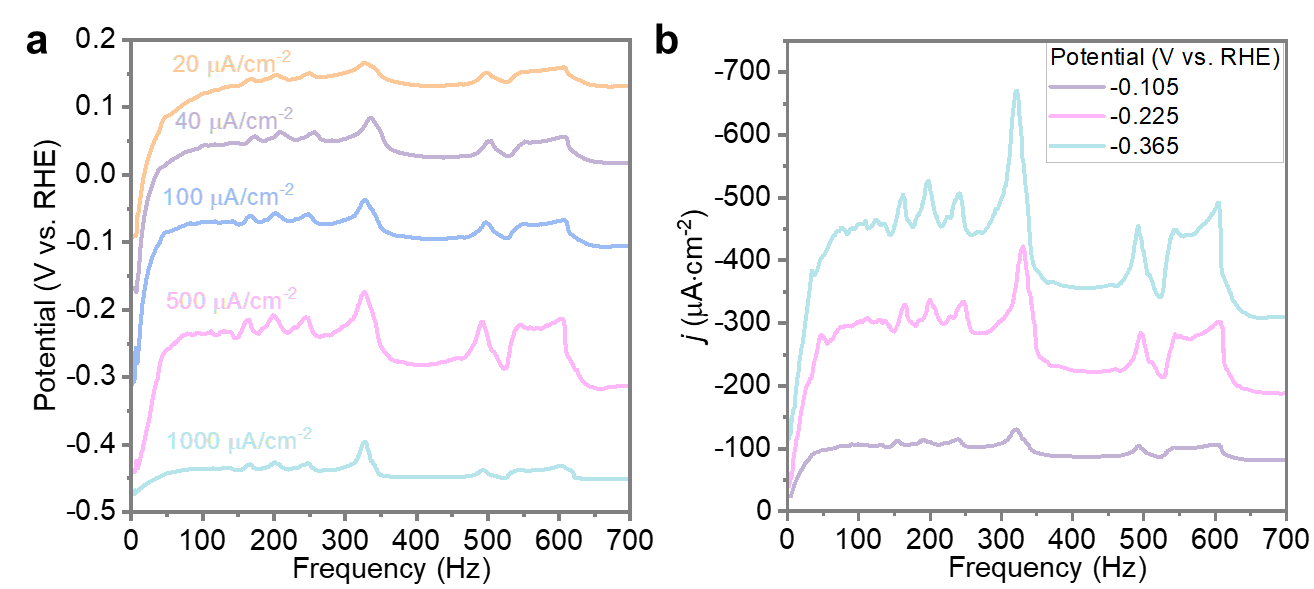 a
0.2
0.1
0.0
-0.1
-0.2
-0.3
-0.4
-0.5
Potential (V vs. RHE)
20 μA/cm⁻²
40 μA/cm⁻²
100 μA/cm⁻²
500 μA/cm⁻²
1000 μA/cm⁻²
0 100 200 300 400 500 600 700
Frequency (Hz)
b
-700
-600
-500
-400
-300
-200
-100
0
j (μA·cm⁻²)
Potential (V vs. RHE)
-0.105
-0.225
-0.365
0 100 200 300 400 500 600 700
Frequency (Hz)